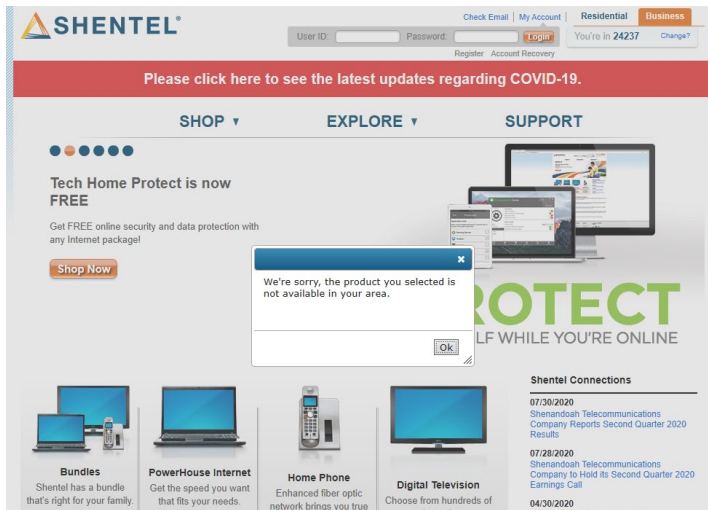 SHENTEL®
Check Email | My Account |
Residential
Business
User ID:
Password:
Login
You're in 24237
Change?
Register Account Recovery
Please click here to see the latest updates regarding COVID-19.
SHOP ▼
EXPLORE ▼
SUPPORT
Tech Home Protect is now
FREE
Get FREE online security and data protection with
any Internet package!
Shop Now
We're sorry, the product you selected is
not available in your area.
Ok
ROTECT
LF WHILE YOU'RE ONLINE
Bundles
Shentel has a bundle
that's right for your family.
PowerHouse Internet
Get the speed you want
that fits your needs.
Home Phone
Enhanced fiber optic
network brings you true
Digital Television
Choose from hundreds of
Shentel Connections
07/30/2020
Shenandoah Telecommunications
Company Reports Second Quarter 2020
Results
07/28/2020
Shenandoah Telecommunications
Company to Hold its Second Quarter 2020
Earnings Call
04/30/2020